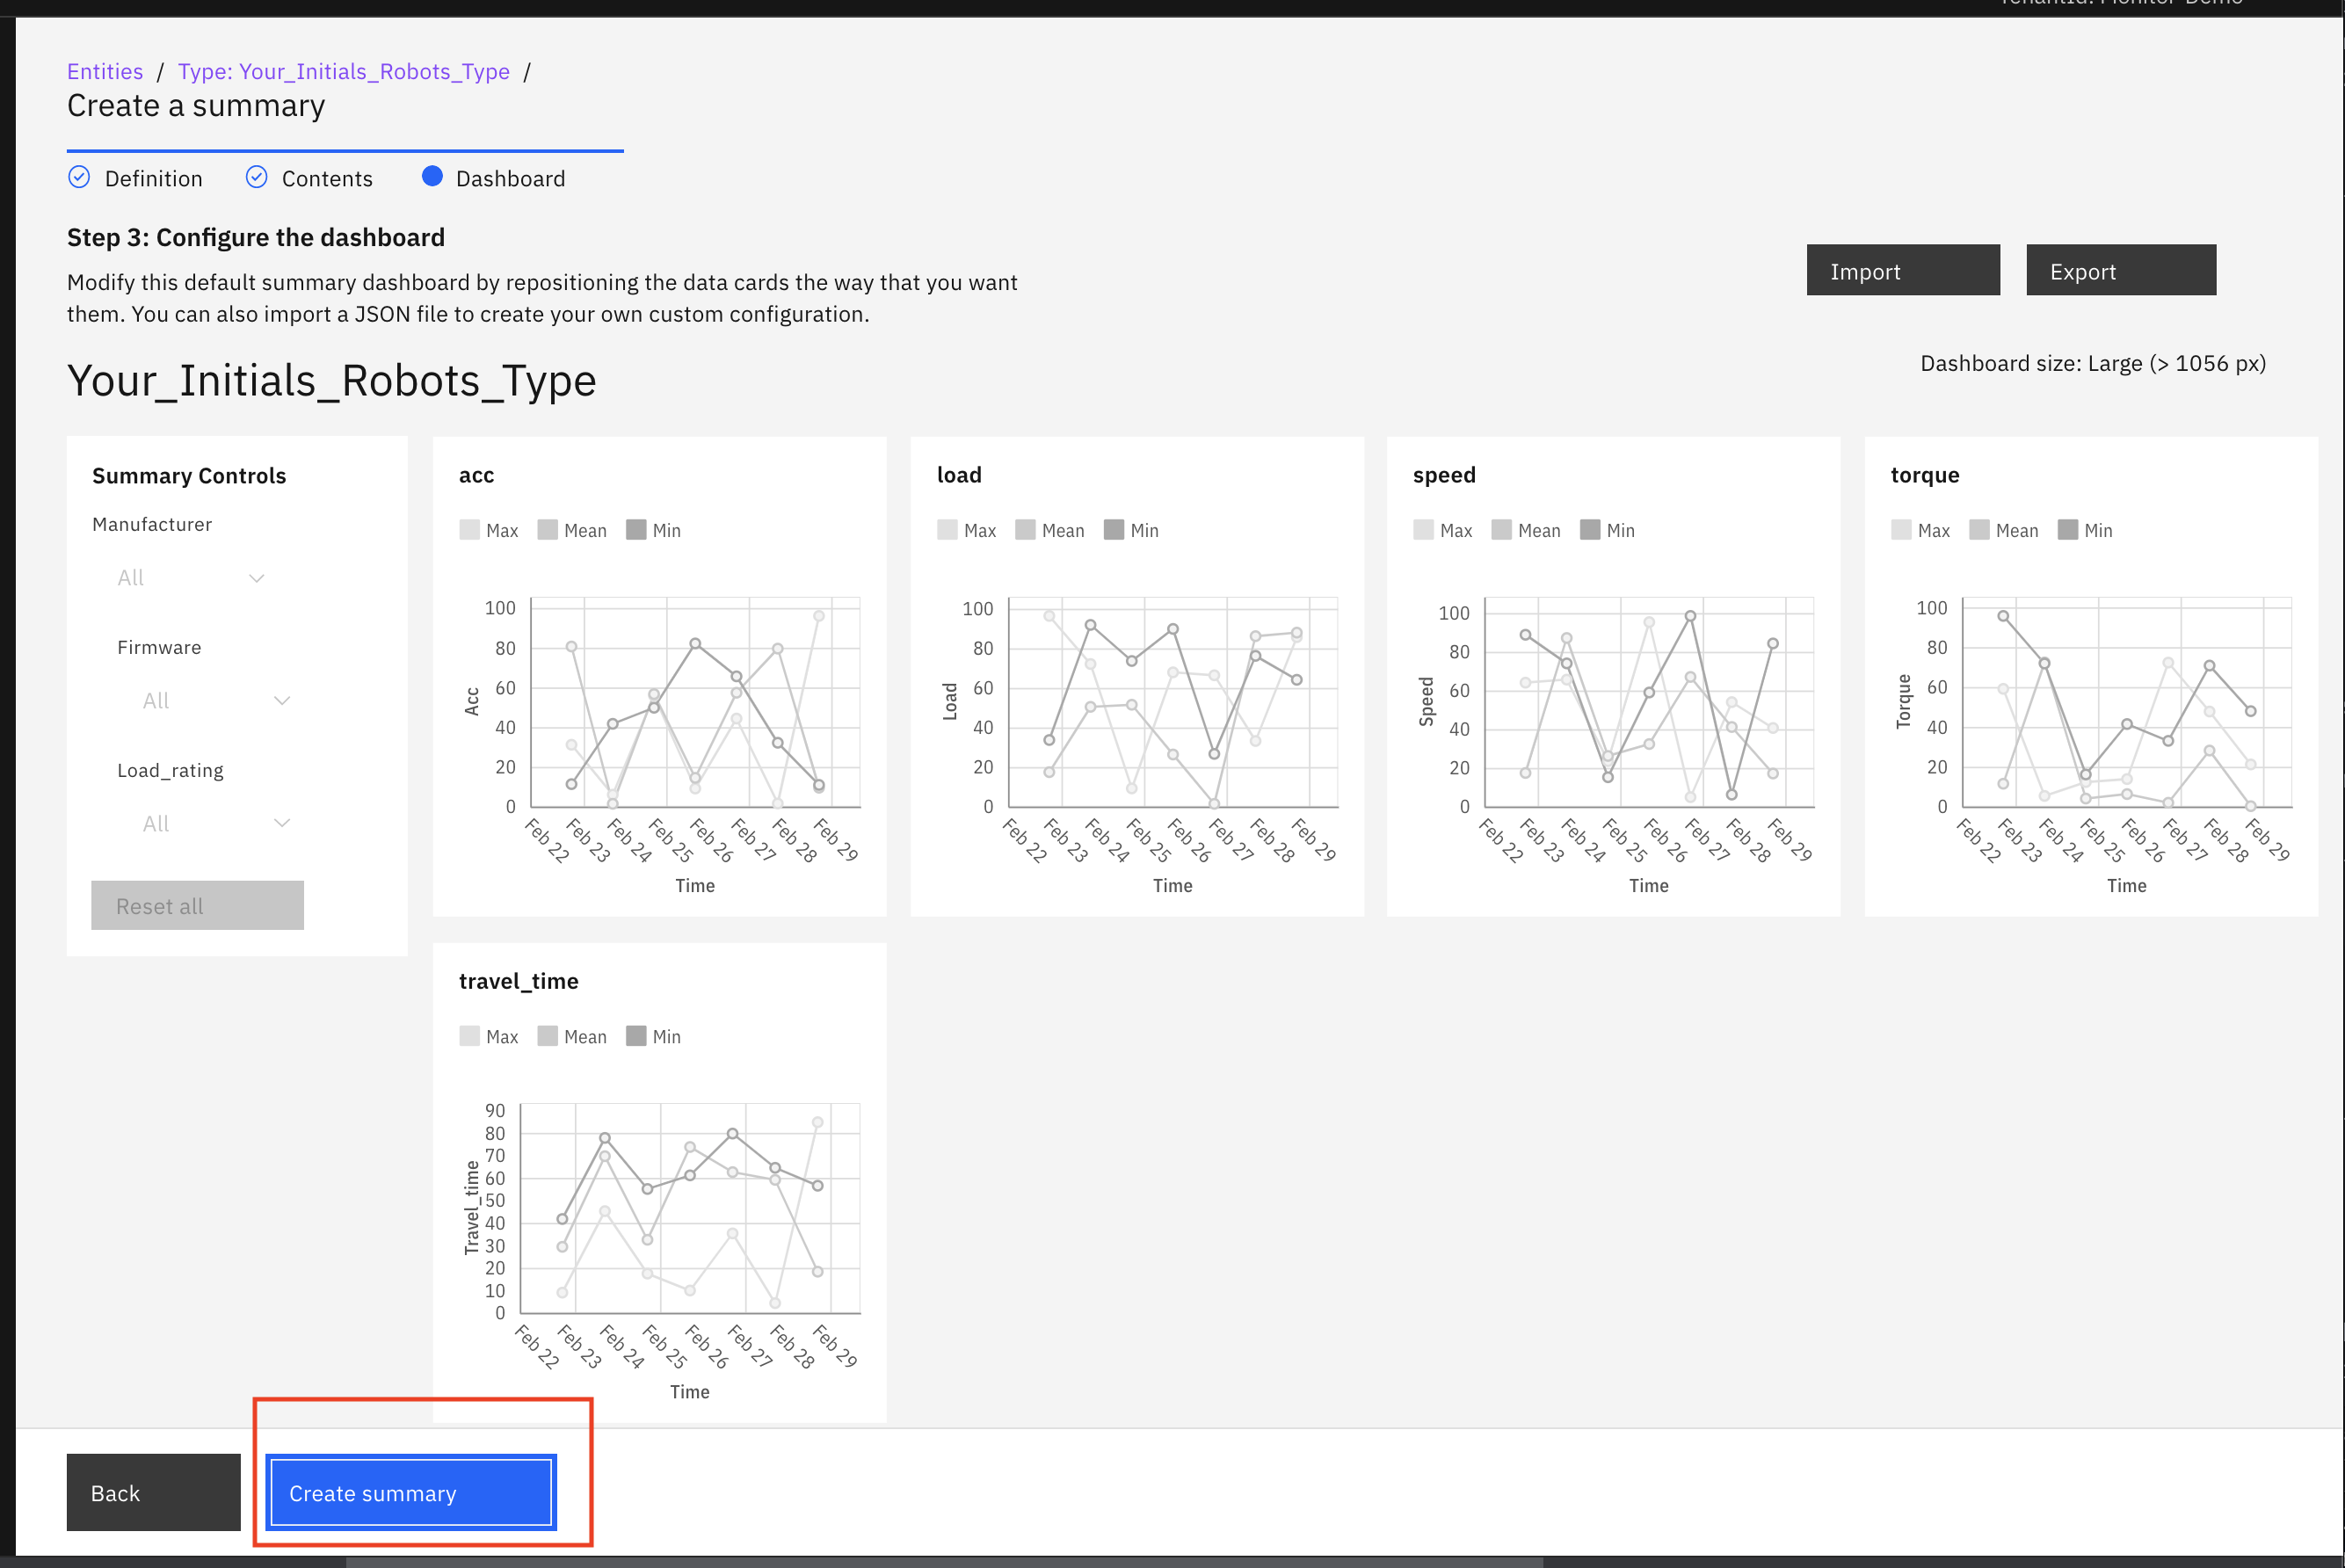 TenantId: Monitor-Demo
Entities / Type: Your_Initials_Robots_Type /
Create a summary
Definition Contents Dashboard
Step 3: Configure the dashboard
Modify this default summary dashboard by repositioning the data cards the way that you want
them. You can also import a JSON file to create your own custom configuration.
Import Export
Dashboard size: Large (> 1056 px)
Your_Initials_Robots_Type
Summary Controls
Manufacturer
All
Firmware
All
Load_rating
All
Reset all
acc
Max Mean Min
100
80
60
40
20
0
Acc
Feb 22 Feb 23 Feb 24 Feb 25 Feb 26 Feb 27 Feb 28 Feb 29
Time
load
Max Mean Min
100
80
60
40
20
0
Load
Feb 22 Feb 23 Feb 24 Feb 25 Feb 26 Feb 27 Feb 28 Feb 29
Time
speed
Max Mean Min
100
80
60
40
20
0
Speed
Feb 22 Feb 23 Feb 24 Feb 25 Feb 26 Feb 27 Feb 28 Feb 29
Time
torque
Max Mean Min
100
80
60
40
20
0
Torque
Feb 22 Feb 23 Feb 24 Feb 25 Feb 26 Feb 27 Feb 28 Feb 29
Time
travel_time
Max Mean Min
90
80
70
60
50
40
30
20
10
0
Travel_time
Feb 22 Feb 23 Feb 24 Feb 25 Feb 26 Feb 27 Feb 28 Feb 29
Time
Back Create summary